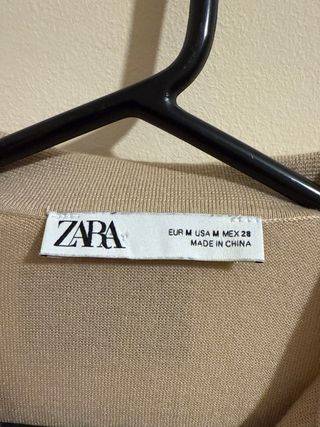 ZARA
EUR M USA M MEX 28
MADE IN CHINA